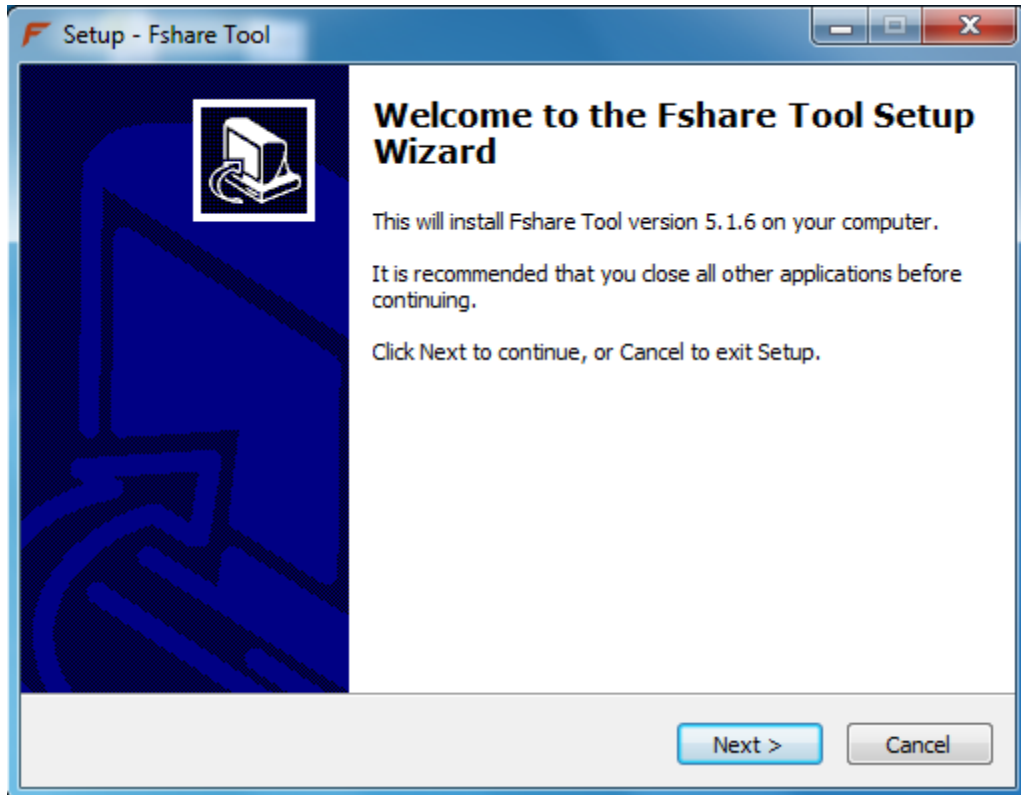 Setup - Fshare Tool
Welcome to the Fshare Tool Setup
Wizard
This will install Fshare Tool version 5.1.6 on your computer.
It is recommended that you close all other applications before
continuing.
Click Next to continue, or Cancel to exit Setup.
Next >
Cancel